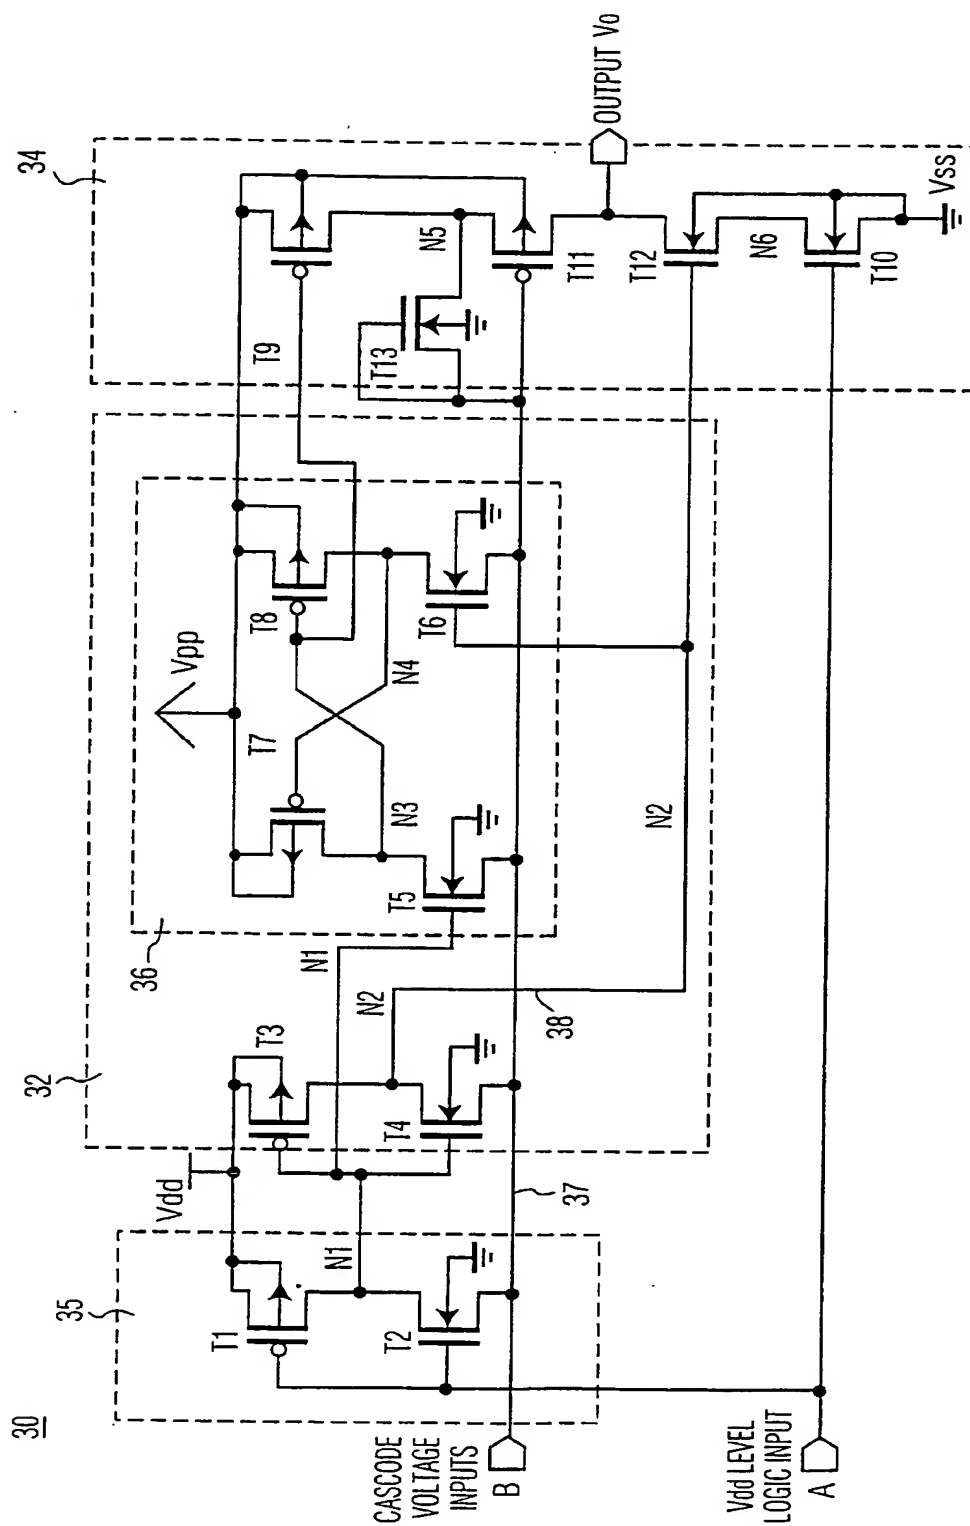 30
35
Vdd
32
36
Vpp
34
T1
T2
N1
T3
T4
N1
N2
38
37
T7
T8
N3
N4
T5
T6
N2
T9
T13
N5
T11
T12
N6
T10
Vss
OUTPUT Vo
CASCODE
VOLTAGE
INPUTS
B
Vdd LEVEL
LOGIC INPUT
A